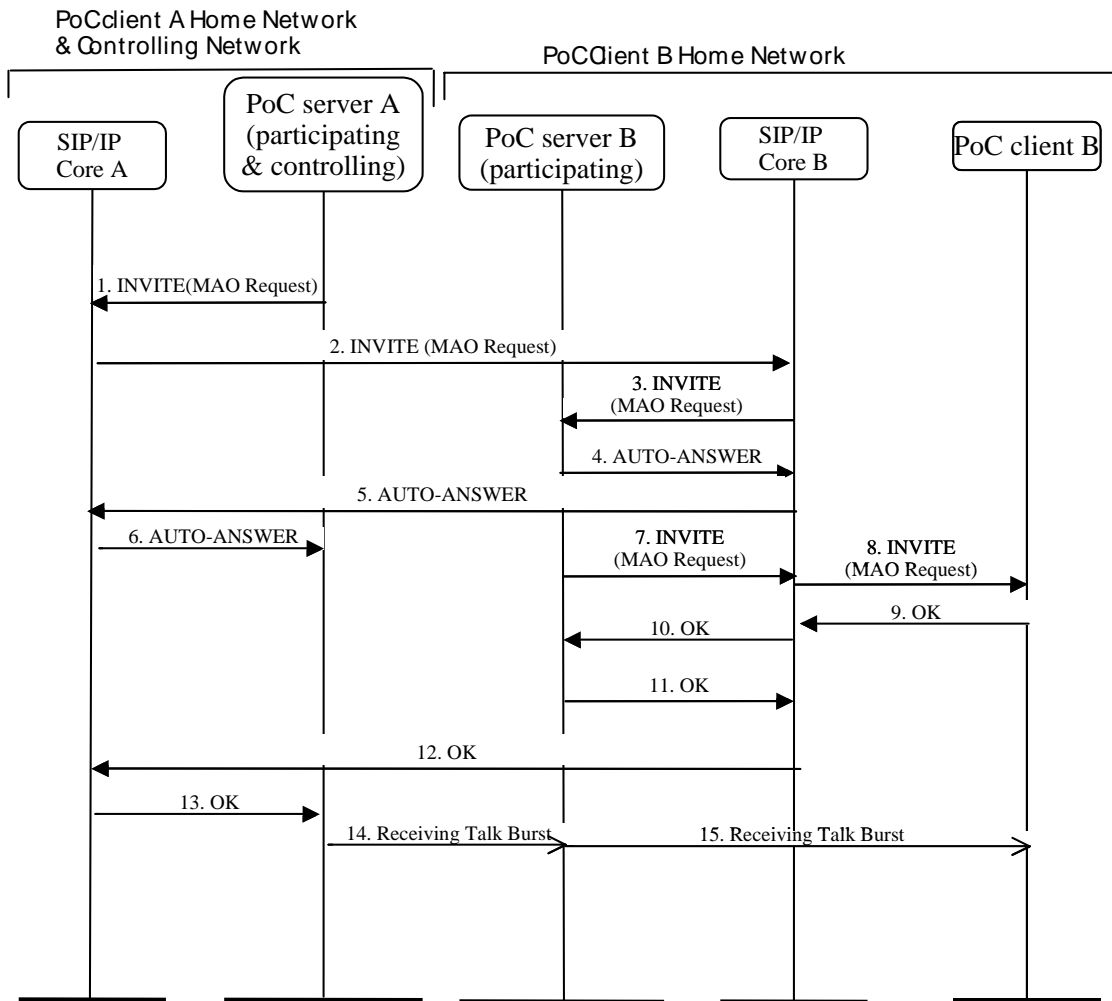 PoCclient A Home Network
& Controlling Network
PoCClient B Home Network
SIP/IP
Core A
PoC server A
(participating
& controlling)
PoC server B
(participating)
SIP/IP
Core B
PoC client B
1. INVITE(MAO Request)
2. INVITE (MAO Request)
3. INVITE
(MAO Request)
4. AUTO-ANSWER
5. AUTO-ANSWER
6. AUTO-ANSWER
7. INVITE
(MAO Request)
8. INVITE
(MAO Request)
9. OK
10. OK
11. OK
12. OK
13. OK
14. Receiving Talk Burst
15. Receiving Talk Burst